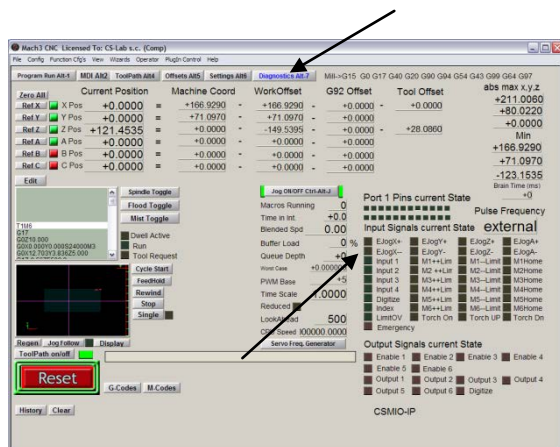 Mach3 CNC Licensed To: CS-Lab s.c. (Comp)
File Config Function Cfg's View Wizards Operator PlugIn Control Help
Program Run Alt-1 MDI Alt2 ToolPath Alt4 Offsets Alt5 Settings Alt6 Diagnostics Alt-7 Mill->G15 G0 G17 G40 G20 G90 G94 G54 G43 G99 G64 G97
Zero All Current Position Machine Coord WorkOffset G92 Offset Tool Offset abs max x,y,z
Ref X X Pos +0.0000 = +166.9290 - +166.9290 - +0.0000 - +0.0000 +211.0060
Ref Y Y Pos +0.0000 = +71.0970 - +71.0970 - +0.0000 +80.0220
Ref Z Z Pos +121.4535 = +0.0000 - -149.5395 - +0.0000 - +28.0860 +0.0000
Ref A A Pos +0.0000 = +0.0000 - +0.0000 - +0.0000 Min
Ref B B Pos +0.0000 = +0.0000 - +0.0000 - +0.0000 +166.9290
Ref C C Pos +0.0000 = +0.0000 - +0.0000 - +0.0000 +71.0970
-123.1535
Brain Time (ms)
+0
Edit
T1M6
G17
G0Z10.000
G0X0.000Y0.000S24000M3
G0X12.703Y3.836Z5.000
Spindle Toggle
Flood Toggle
Mist Toggle
Dwell Active
Run
Tool Request
Cycle Start
FeedHold
Rewind
Stop
Single
Regen Jog Follow Display
ToolPath on/off
Reset
G-Codes M-Codes
History Clear
Jog ON/OFF Ctrl-Alt-J
Macros Running 0
Time in Int +0.0
Blended Spd 0.00
Buffer Load 0 %
Queue Depth +0
Worst Case
PWM Base +5
Time Scale 1.0000
Reduced
LookAhead 500
Servo Freq. Generator
Port 1 Pins current State
Pulse Frequency
Input Signals current State external
EJogX+ EJogY+ EJogZ+ EJogA+
EJogX-- EJogY- EJogZ- EJogA-
Input 1 M1++Lim M1--Limit M1Home
Input 2 M2 ++Lim M2--Limit M2Home
Input 3 M3++Lim M3--Limit M3Home
Input 4 M4++Lim M4--Limit M4Home
Digitize M5++Lim M5--Limit M5Home
Index M6++Lim M6--Limit M6Home
LimitOV Torch On Torch UP Torch Dn
Emergency
Output Signals current State
Enable 1 Enable 2 Enable 3 Enable 4
Enable 5 Enable 6
Output 1 Output 2 Output 3 Output 4
Output 5 Output 6 Digitize
CSMIO-IP